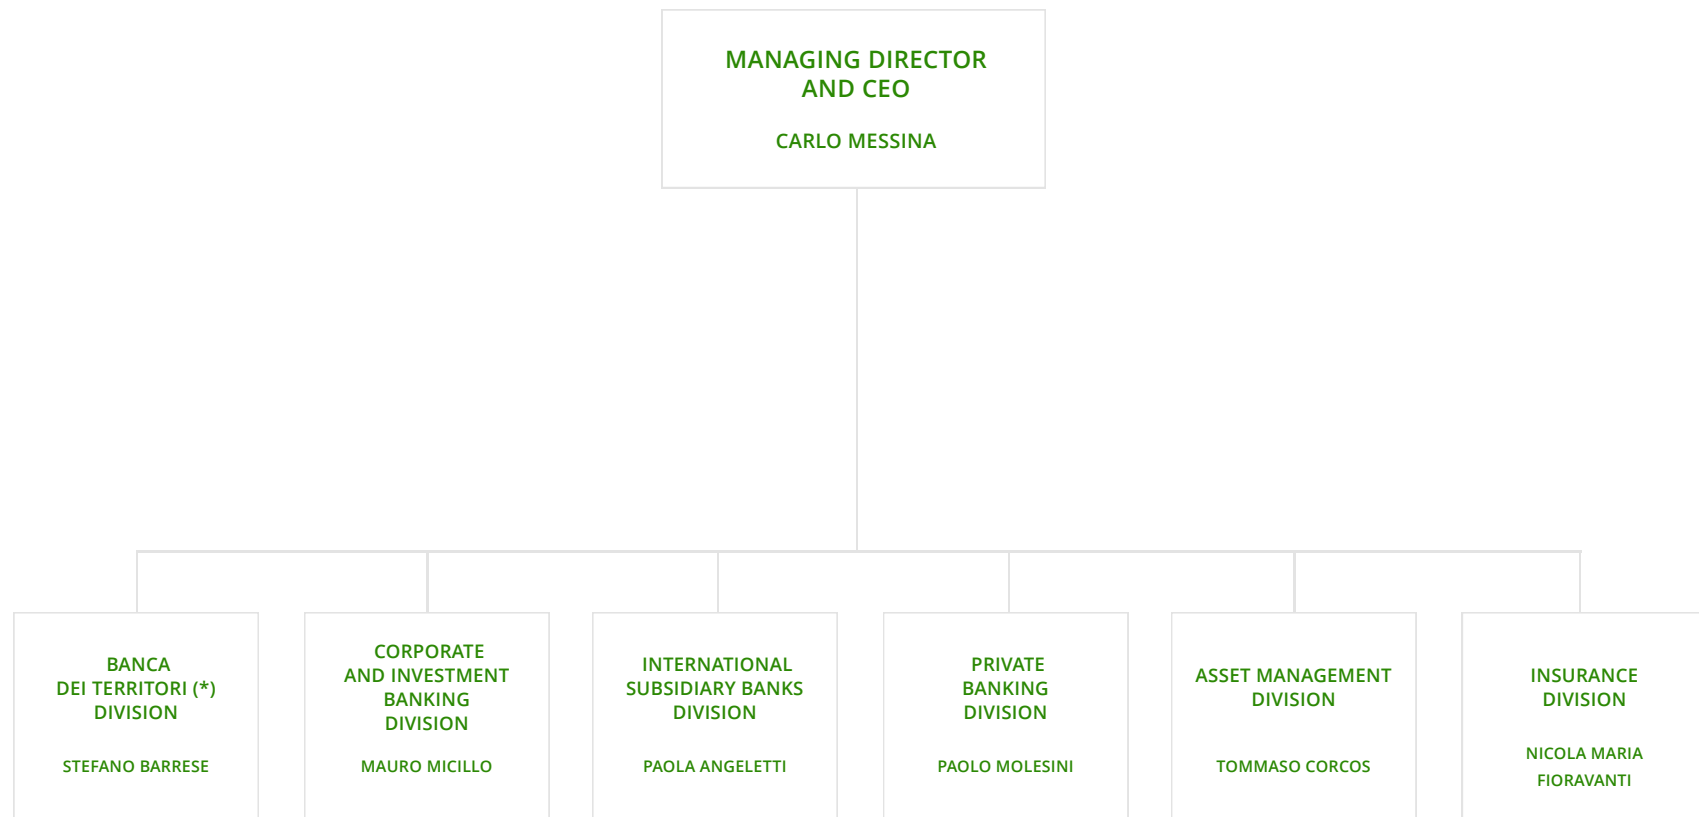 MANAGING DIRECTOR
AND CEO
CARLO MESSINA
BANCA
DEI TERRITORI (*)
DIVISION
STEFANO BARRESE
CORPORATE
AND INVESTMENT
BANKING
DIVISION
MAURO MICILLO
INTERNATIONAL
SUBSIDIARY BANKS
DIVISION
PAOLA ANGELETTI
PRIVATE
BANKING
DIVISION
PAOLO MOLESINI
ASSET MANAGEMENT
DIVISION
TOMMASO CORCOS
INSURANCE
DIVISION
NICOLA MARIA
FIORAVANTI